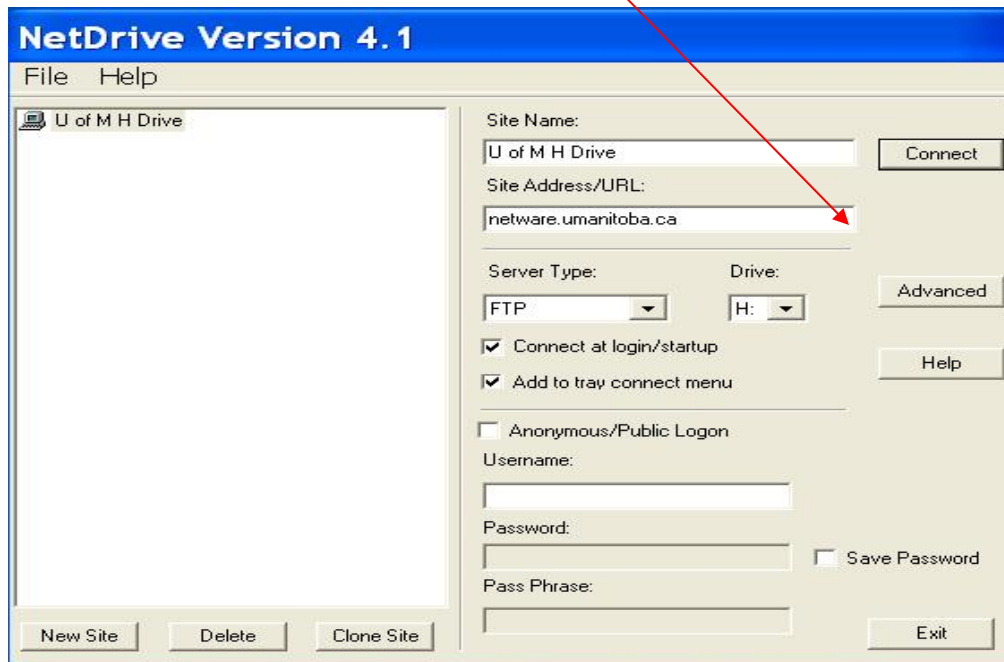 NetDrive Version 4.1
File Help
U of M H Drive
Site Name:
U of M H Drive
Connect
Site Address/URL:
netware.umanitoba.ca
Server Type:
Drive:
Advanced
FTP
H:
Connect at login/startup
Help
Add to tray connect menu
Anonymous/Public Logon
Username:
Password:
Save Password
Pass Phrase:
New Site
Delete
Clone Site
Exit